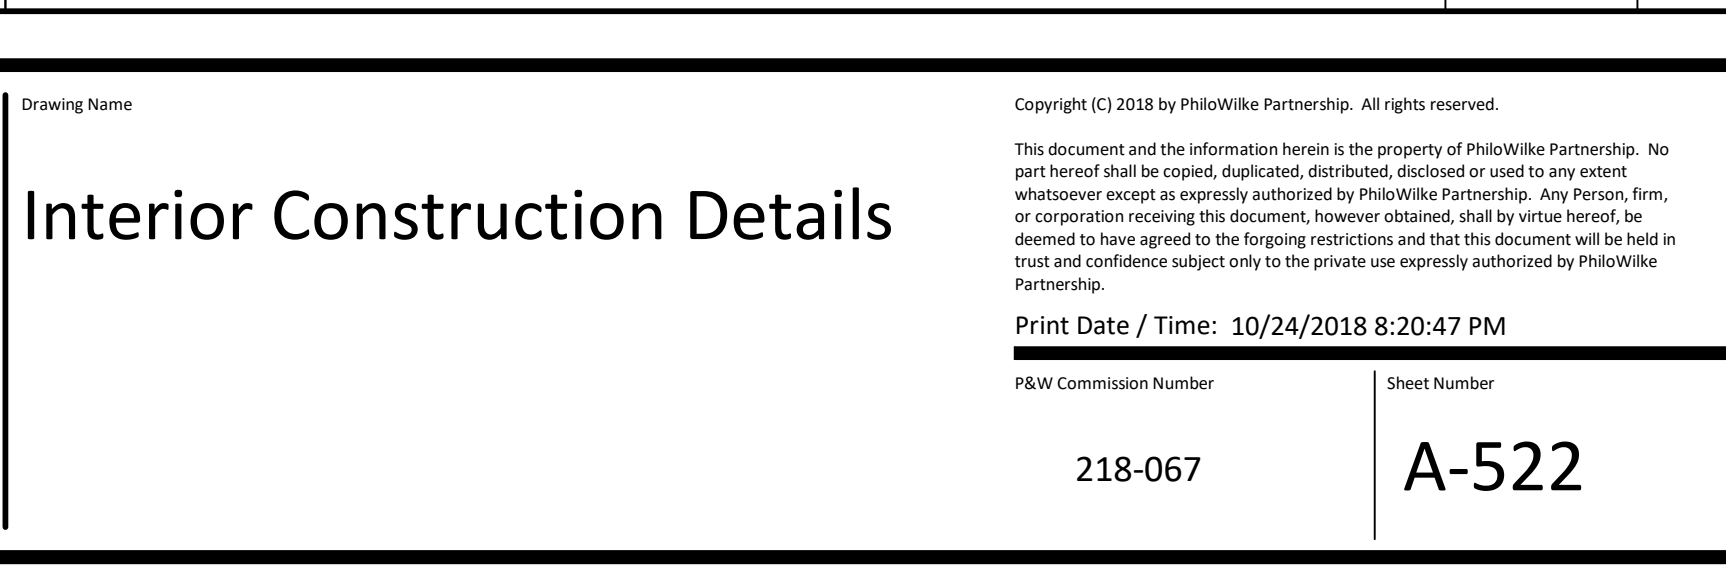 Drawing Name
Interior Construction Details
Copyright (C) 2018 by PhiloWilke Partnership.  All rights reserved.
This document and the information herein is the property of PhiloWilke Partnership.  No
part hereof shall be copied, duplicated, distributed, disclosed or used to any extent
whatsoever except as expressly authorized by PhiloWilke Partnership.  Any Person, firm,
or corporation receiving this document, however obtained, shall by virtue hereof, be
deemed to have agreed to the forgoing restrictions and that this document will be held in
trust and confidence subject only to the private use expressly authorized by PhiloWilke
Partnership.
Print Date / Time:  10/24/2018 8:20:47 PM
P&W Commission Number
218-067
Sheet Number
A-522